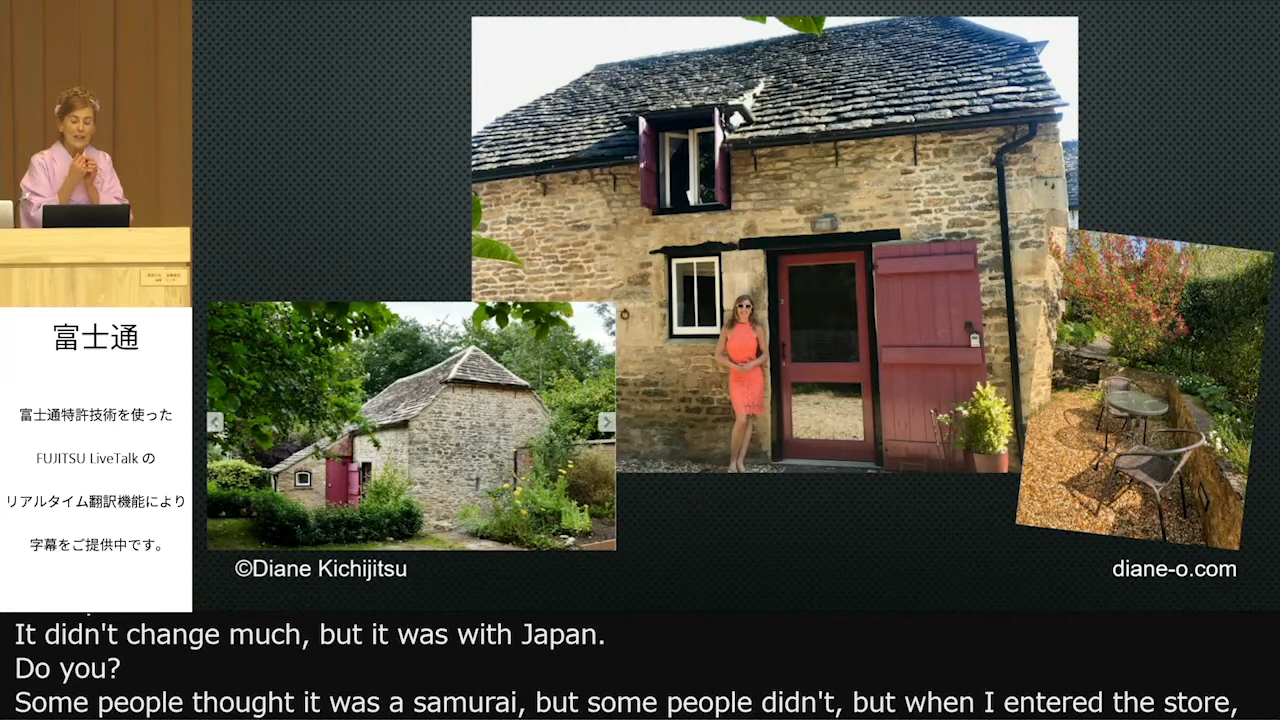 富士通
富士通特許技術を使った
FUJITSU LiveTalk の
リアルタイム翻訳機能により
字幕をご提供中です。
©Diane Kichijitsu
diane-o.com
It didn't change much, but it was with Japan.
Do you?
Some people thought it was a samurai, but some people didn't, but when I entered the store,